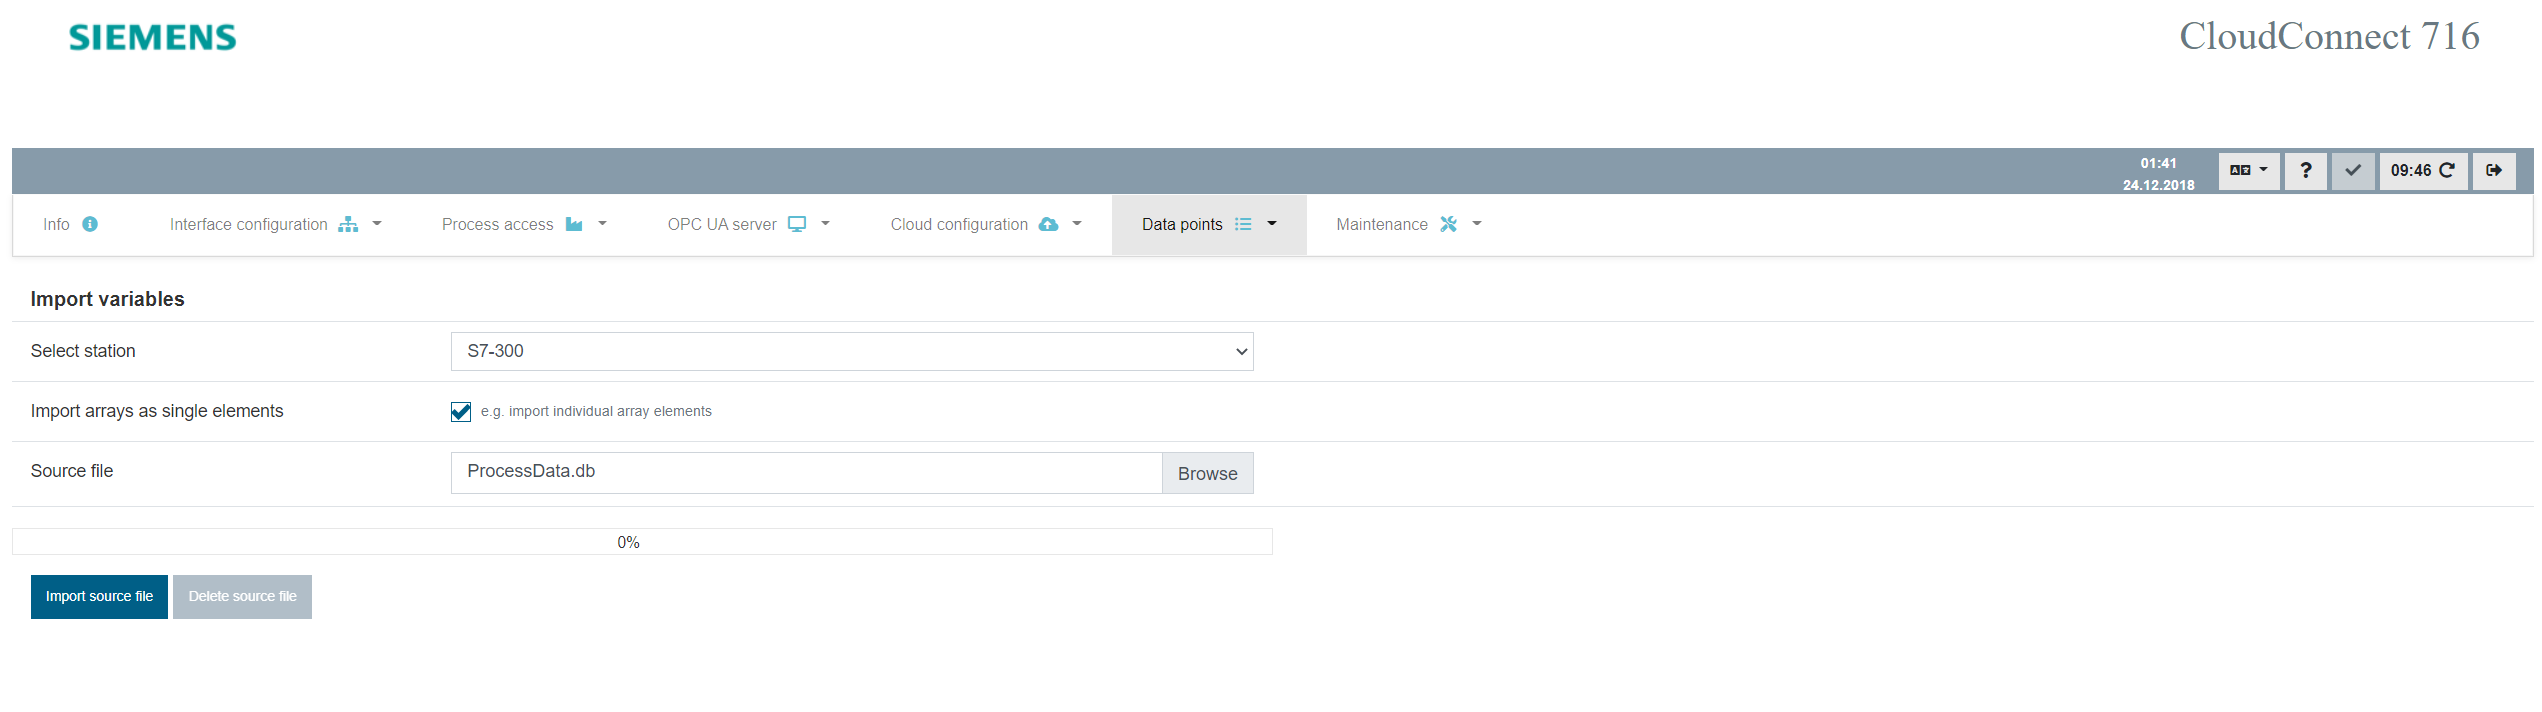 SIEMENS
CloudConnect 716
01:41
24.12.2018
?
09:46
Info
Interface configuration
Process access
OPC UA server
Cloud configuration
Data points
Maintenance
Import variables
Select station
S7-300
Import arrays as single elements
e.g. import individual array elements
Source file
ProcessData.db
Browse
0%
Import source file
Delete source file